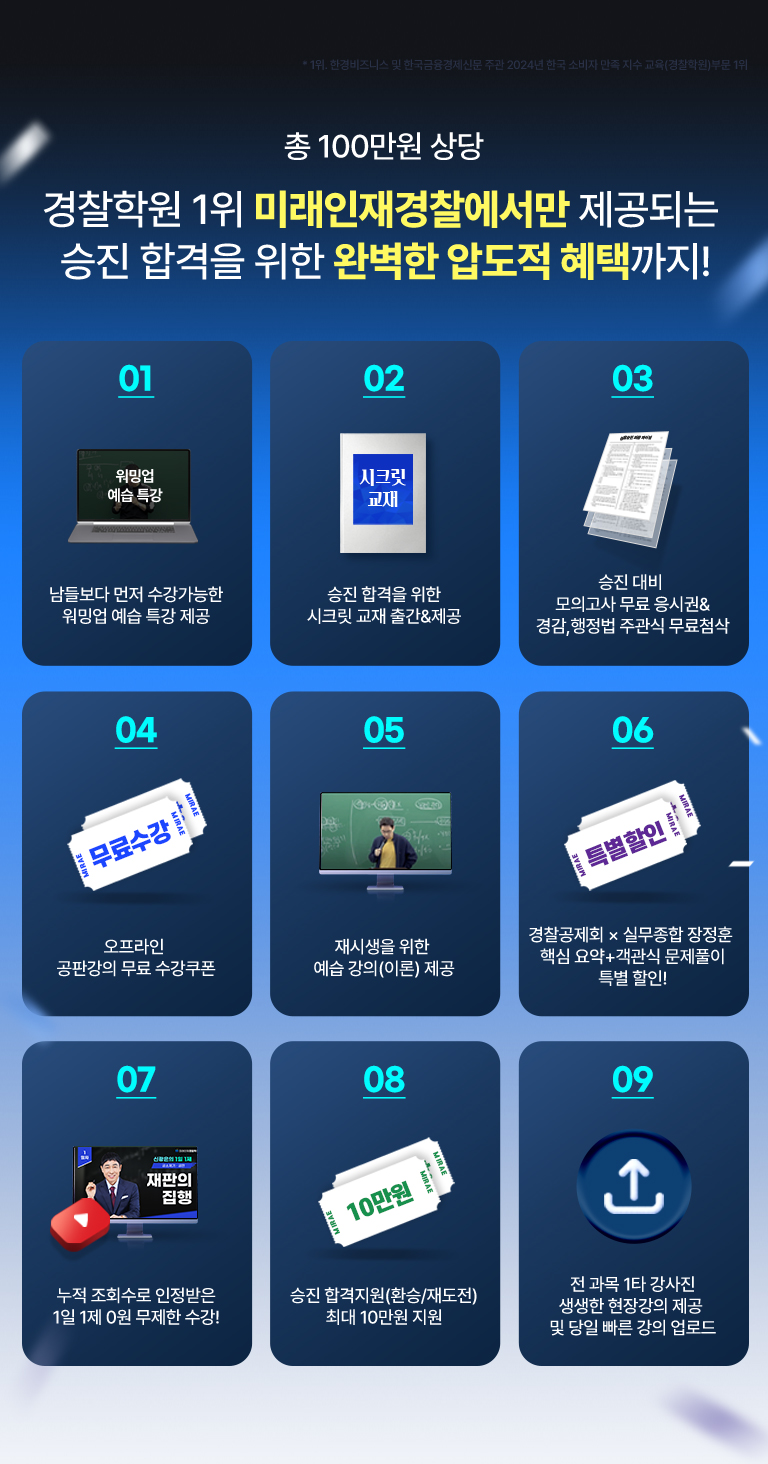 * 1위. 한경비즈니스 및 한국금융경제신문 주관 2024년 한국 소비자 만족 지수 교육(경찰학원)부문 1위
총 100만원 상당
경찰학원 1위 미래인재경찰에서만 제공되는
승진 합격을 위한 완벽한 압도적 혜택까지!
01
워밍업
예습 특강
남들보다 먼저 수강가능한
워밍업 예습 특강 제공
02
시크릿
교재
승진 합격을 위한
시크릿 교재 출간&제공
03
승진 대비
모의고사 무료 응시권&
경감,행정법 주관식 무료첨삭
04
MIRAE
MIRAE
무료수강
MIRAE
오프라인
공판강의 무료 수강쿠폰
05
재시생을 위한
예습 강의(이론) 제공
06
MIRAE
MIRAE
특별할인
MIRAE
경찰공제회 × 실무종합 장정훈
핵심 요약+객관식 문제풀이
특별 할인!
07
신광은의 1일 1제
재판의
집행
누적 조회수로 인정받은
1일 1제 0원 무제한 수강!
08
MIRAE
MIRAE
10만원
MIRAE
승진 합격지원(환승/재도전)
최대 10만원 지원
09
전 과목 1타 강사진
생생한 현장강의 제공
및 당일 빠른 강의 업로드